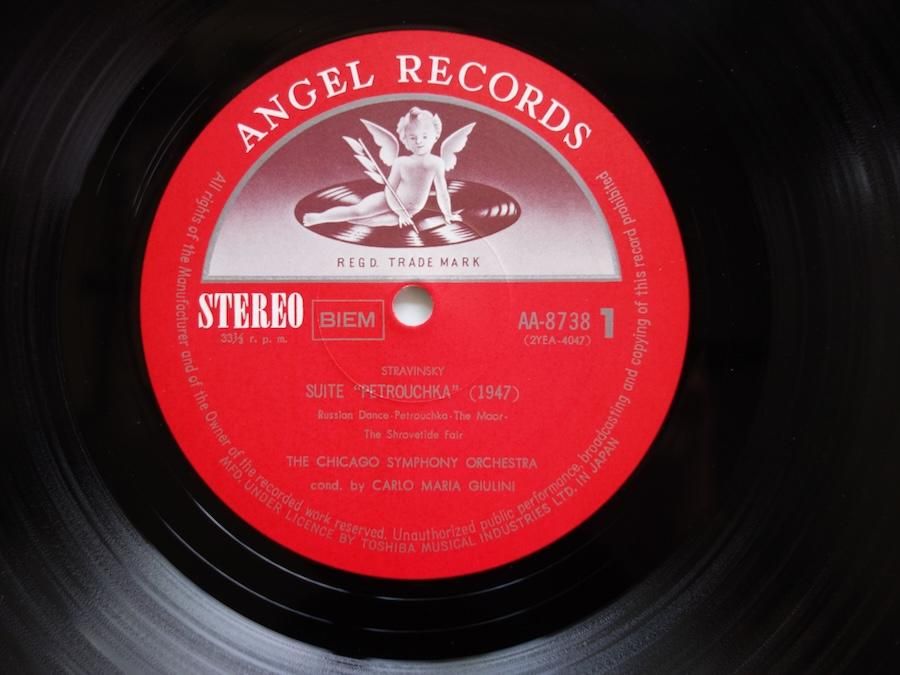 ANGEL RECORDS
REGD. TRADE MARK
STEREO
33⅓ r. p. m.
BIEM
AA-8738 1
(2YEA-4047)
STRAVINSKY
SUITE "PETROUCHKA" (1947)
Russian Dance-Petrouchka-The Moor-
The Shrovetide Fair
THE CHICAGO SYMPHONY ORCHESTRA
cond. by CARLO MARIA GIULINI
All rights of the Manufacturer and of the Owner of the recorded work reserved. Unauthorized public performance, broadcasting and copying of this record prohibited
MFD. UNDER LICENCE BY TOSHIBA MUSICAL INDUSTRIES LTD. IN JAPAN